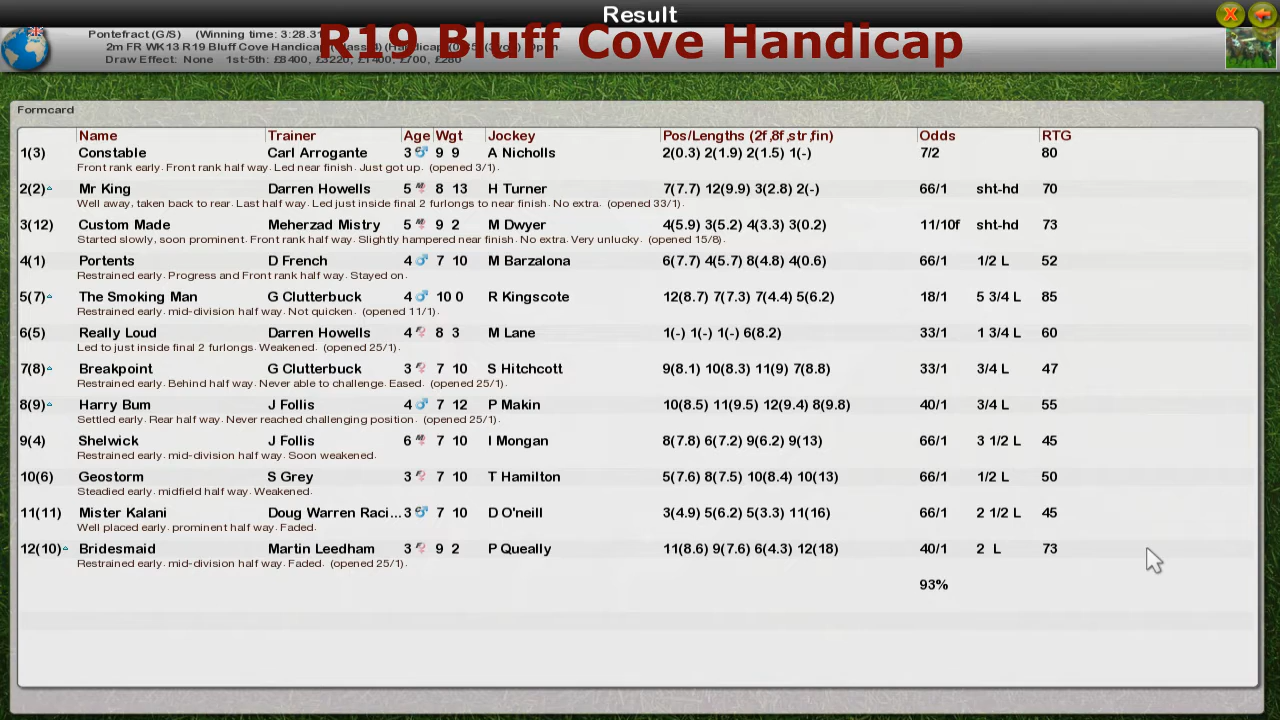 Result
R19 Bluff Cove Handicap
Pontefract (G/S) (Winning time: 3:28.31
2m FR WK13 R19 Bluff Cove Handicap
Draw Effect: None 1st-5th: £8400, £3220, £1400, £700, £280
Formcard
Name Trainer Age Wgt Jockey Pos/Lengths (2f,8f,str,fin) Odds RTG
1(3) Constable Carl Arrogante 3 9 9 A Nicholls 2(0.3) 2(1.9) 2(1.5) 1(-) 7/2 80
Front rank early. Front rank half way. Led near finish. Just got up. (opened 3/1).
2(2) Mr King Darren Howells 5 8 13 H Turner 7(7.7) 12(9.9) 3(2.8) 2(-) 66/1 sht-hd 70
Well away, taken back to rear. Last half way. Led just inside final 2 furlongs to near finish. No extra. (opened 33/1).
3(12) Custom Made Meherzad Mistry 5 9 2 M Dwyer 4(5.9) 3(5.2) 4(3.3) 3(0.2) 11/10f sht-hd 73
Started slowly, soon prominent. Front rank half way. Slightly hampered near finish. No extra. Very unlucky. (opened 15/8).
4(1) Portents D French 4 7 10 M Barzalona 6(7.7) 4(5.7) 8(4.8) 4(0.6) 66/1 1/2 L 52
Restrained early. Progress and Front rank half way. Stayed on.
5(7) The Smoking Man G Clutterbuck 4 10 0 R Kingscote 12(8.7) 7(7.3) 7(4.4) 5(6.2) 18/1 5 3/4 L 85
Restrained early. mid-division half way. Not quicken. (opened 11/1).
6(5) Really Loud Darren Howells 4 8 3 M Lane 1(-) 1(-) 1(-) 6(8.2) 33/1 1 3/4 L 60
Led to just inside final 2 furlongs. Weakened. (opened 25/1).
7(8) Breakpoint G Clutterbuck 3 7 10 S Hitchcott 9(8.1) 10(8.3) 11(9) 7(8.8) 33/1 3/4 L 47
Restrained early. Behind half way. Never able to challenge. Eased. (opened 25/1).
8(9) Harry Bum J Follis 4 7 12 P Makin 10(8.5) 11(9.5) 12(9.4) 8(9.8) 40/1 3/4 L 55
Settled early. Rear half way. Never reached challenging position. (opened 25/1).
9(4) Shelwick J Follis 6 7 10 I Mongan 8(7.8) 6(7.2) 9(6.2) 9(13) 66/1 3 1/2 L 45
Restrained early. mid-division half way. Soon weakened.
10(6) Geostorm S Grey 3 7 10 T Hamilton 5(7.6) 8(7.5) 10(8.4) 10(13) 66/1 1/2 L 50
Steadied early. midfield half way. Weakened.
11(11) Mister Kalani Doug Warren Raci... 3 7 10 D O'neill 3(4.9) 5(6.2) 5(3.3) 11(16) 66/1 2 1/2 L 45
Well placed early. prominent half way. Faded.
12(10) Bridesmaid Martin Leedham 3 9 2 P Queally 11(8.6) 9(7.6) 6(4.3) 12(18) 40/1 2 L 73
Restrained early. mid-division half way. Faded. (opened 25/1).
93%